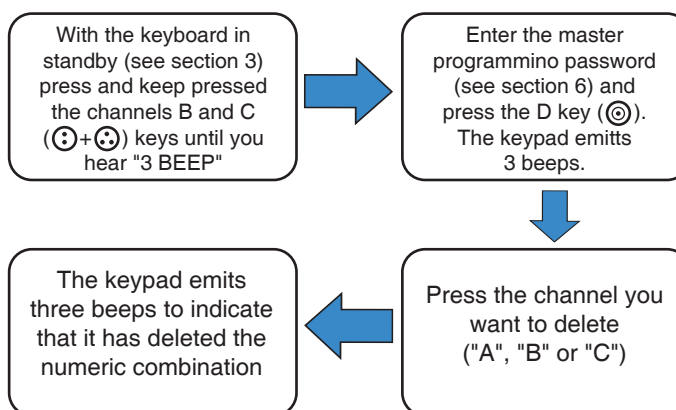 With the keyboard in
standby (see section 3)
press and keep pressed
the channels B and C
(+) keys until you
hear "3 BEEP"
Enter the master
programmino password
(see section 6) and
press the D key ().
The keypad emitts
3 beeps.
Press the channel you
want to delete
("A", "B" or "C")
The keypad emits
three beeps to indicate
that it has deleted the
numeric combination